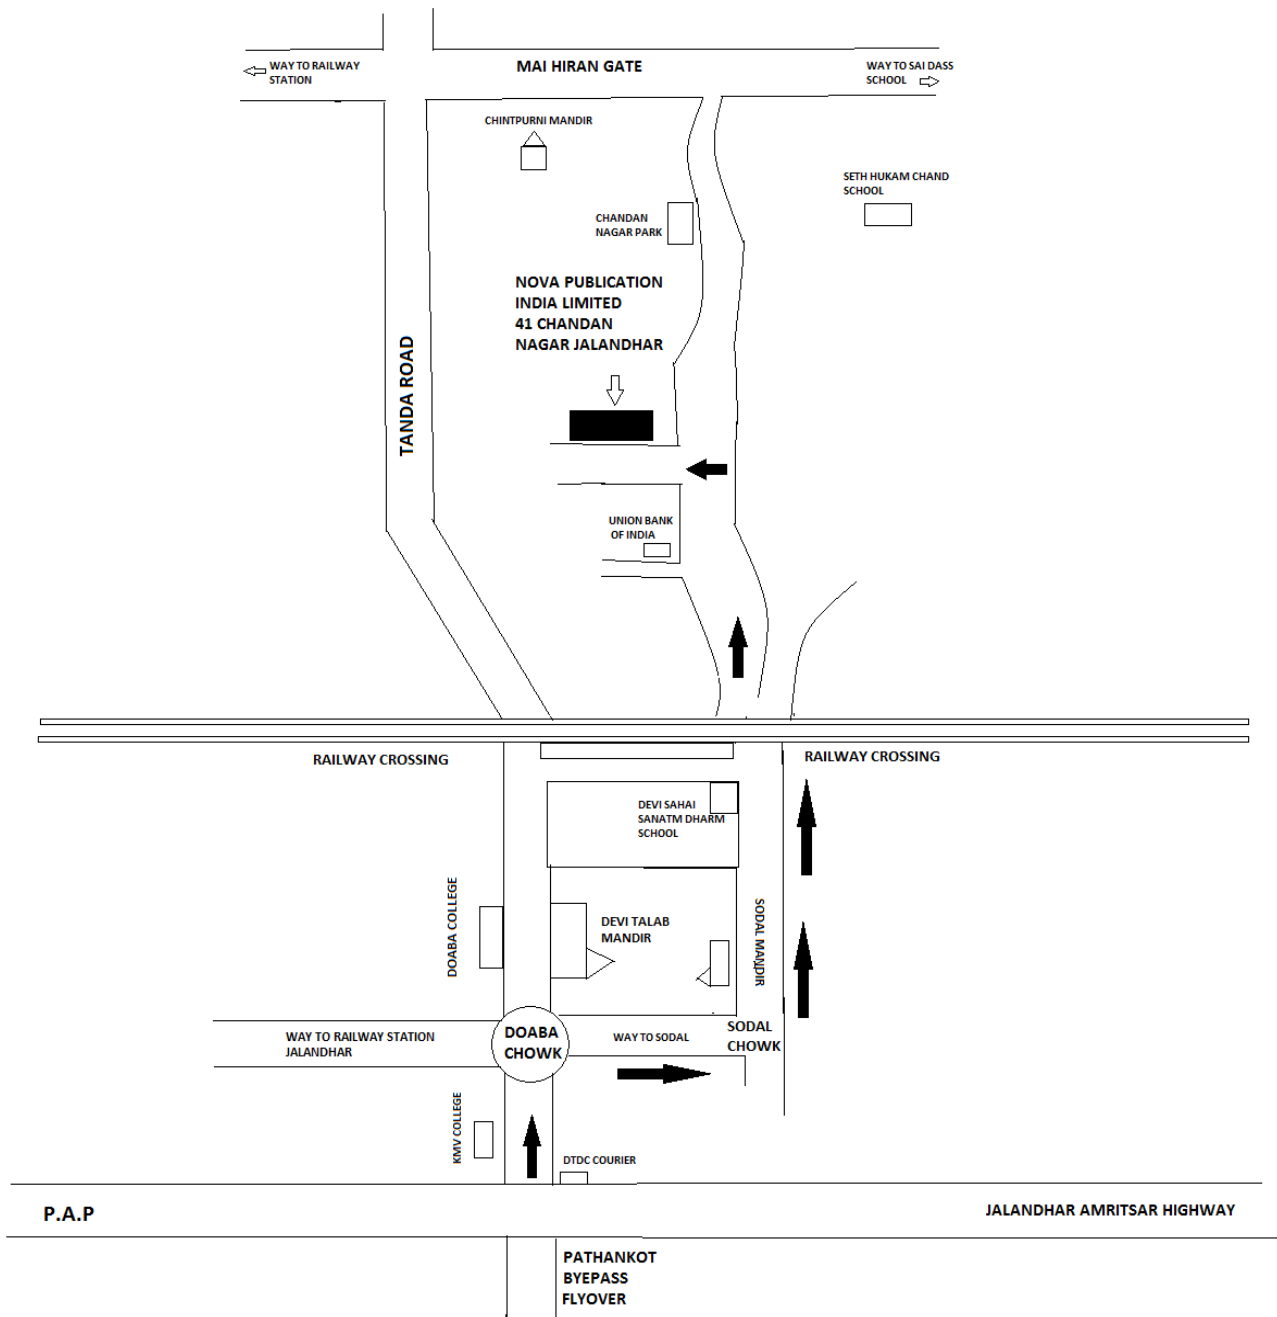 WAY TO RAILWAY
STATION
MAI HIRAN GATE
WAY TO SAI DASS
SCHOOL
CHINTPURNI MANDIR
SETH HUKAM CHAND
SCHOOL
CHANDAN
NAGAR PARK
NOVA PUBLICATION
INDIA LIMITED
41 CHANDAN
NAGAR JALANDHAR
TANDA ROAD
UNION BANK
OF INDIA
RAILWAY CROSSING
RAILWAY CROSSING
DEVI SAHAI
SANATM DHARM
SCHOOL
DOABA COLLEGE
DEVI TALAB
MANDIR
SODAL MANDIR
WAY TO RAILWAY STATION
JALANDHAR
DOABA
CHOWK
WAY TO SODAL
SODAL
CHOWK
KMV COLLEGE
DTDC COURIER
P.A.P
JALANDHAR AMRITSAR HIGHWAY
PATHANKOT
BYEPASS
FLYOVER